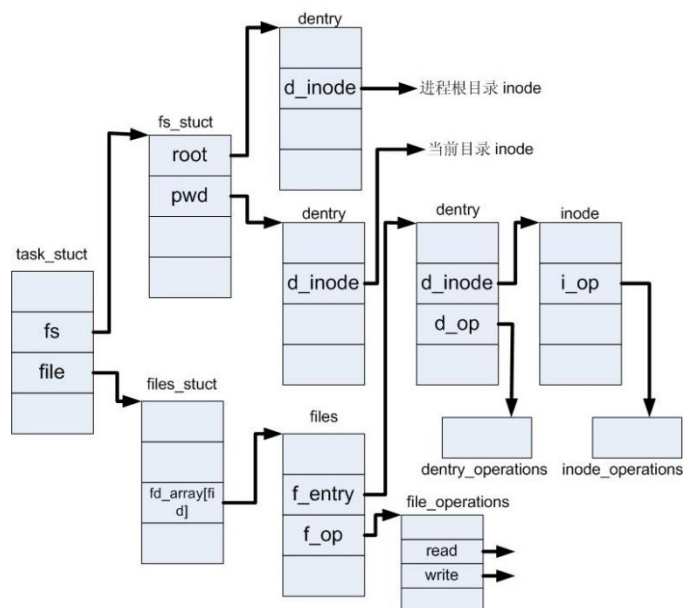 dentry
d_inode
进程根目录 inode
fs_stuct
root
pwd
当前目录 inode
dentry
d_inode
dentry
d_inode
d_op
inode
i_op
task_stuct
fs
file
files_stuct
fd_array[fi
d]
files
f_entry
f_op
dentry_operations
inode_operations
file_operations
read
write